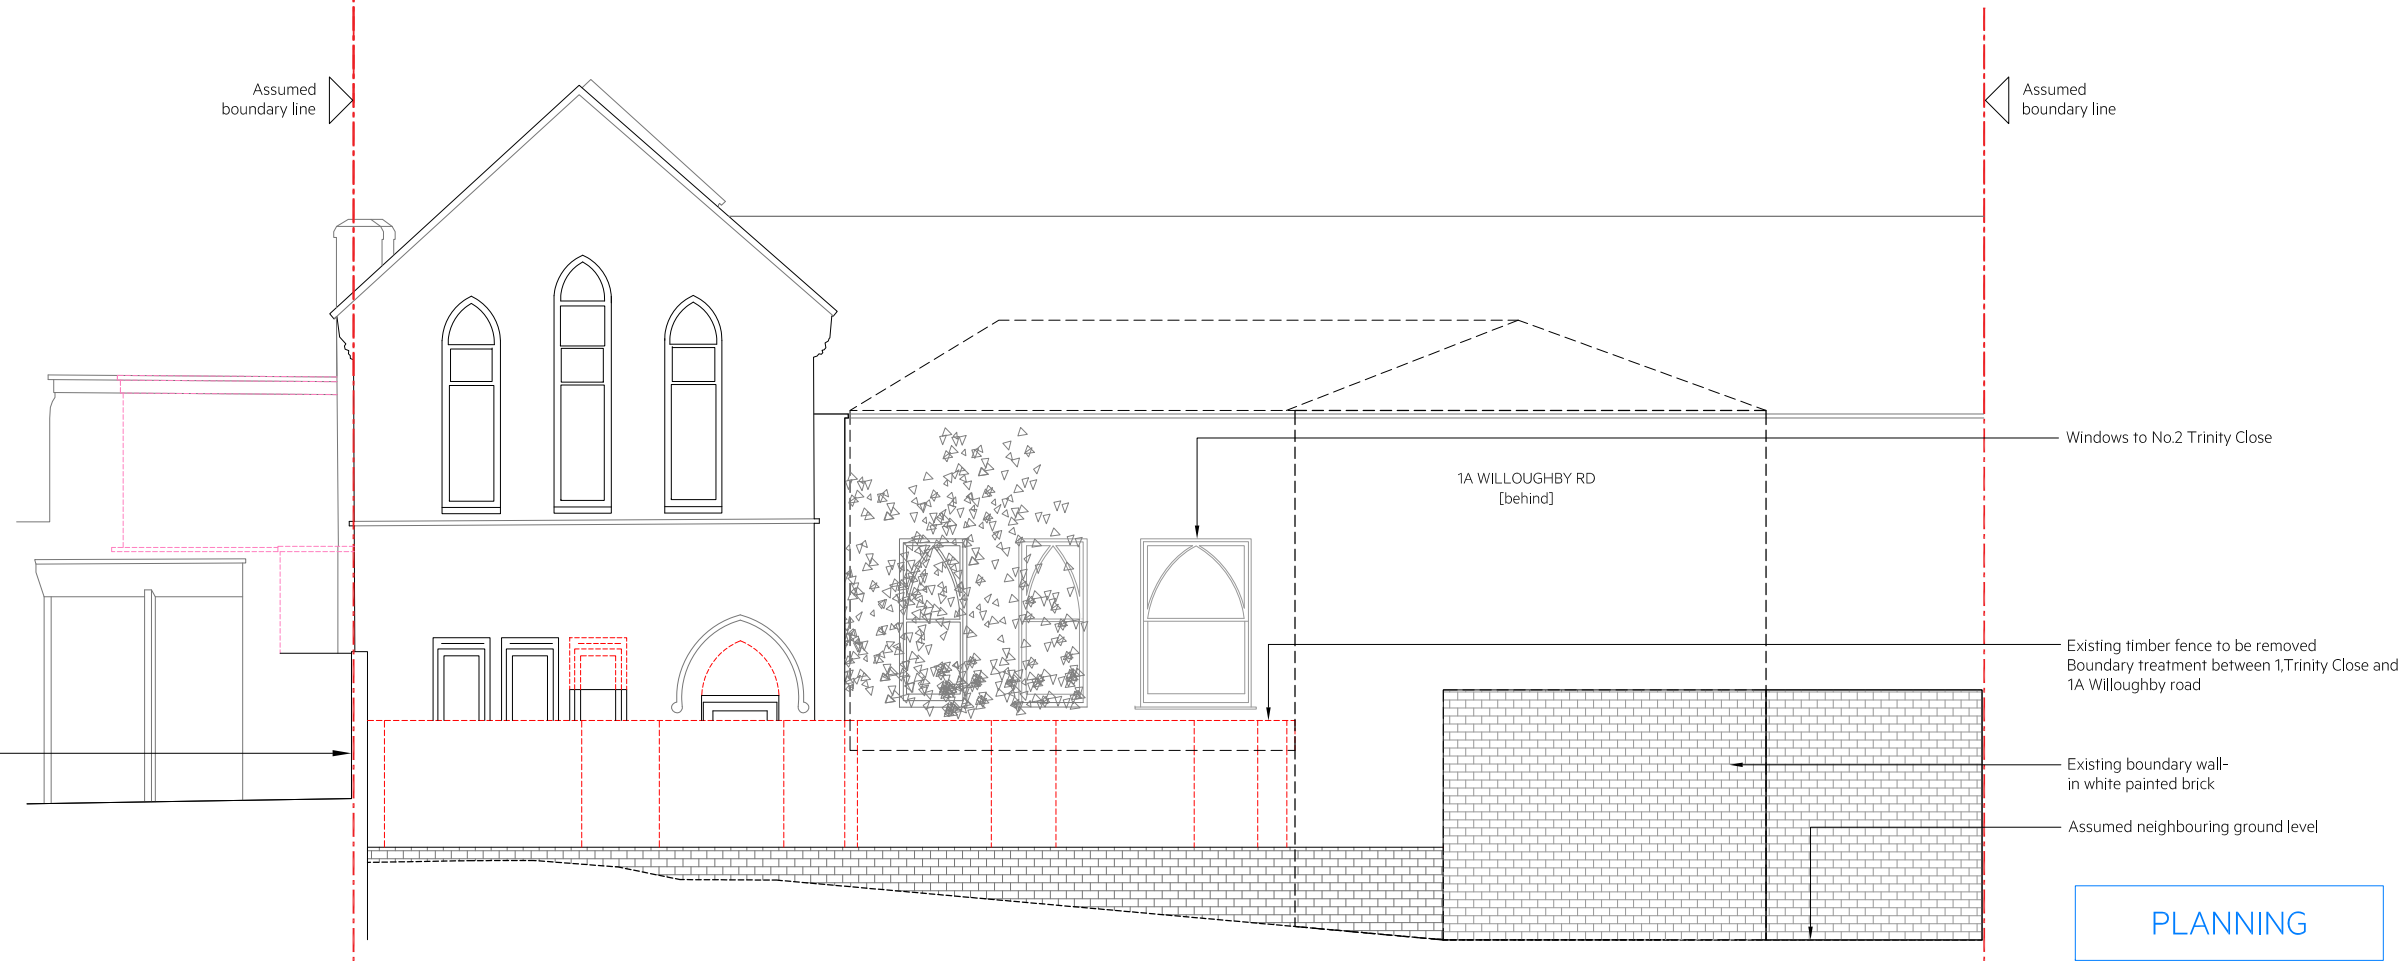 Assumed
boundary line
Assumed
boundary line
Windows to No.2 Trinity Close
1A WILLOUGHBY RD
[behind]
Existing timber fence to be removed
Boundary treatment between 1,Trinity Close and
1A Willoughby road
Existing boundary wall-
in white painted brick
Assumed neighbouring ground level
PLANNING